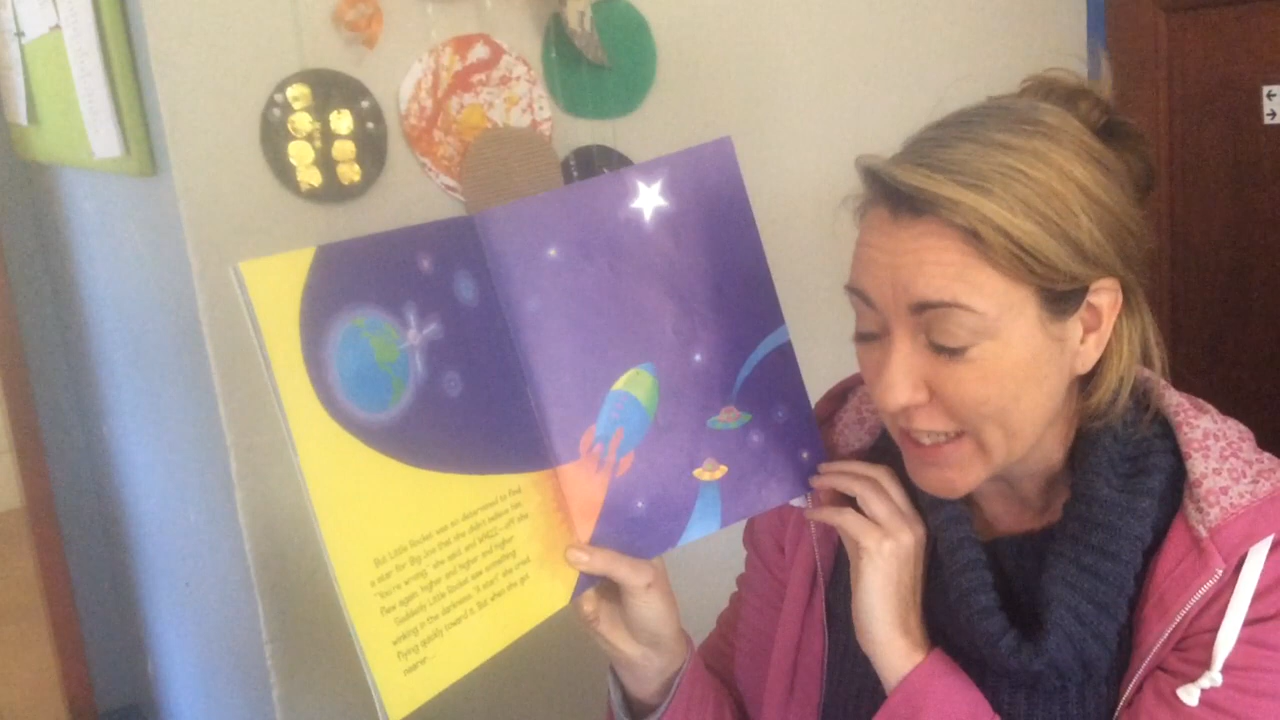 But Little Rocket was so determined to find
a star for Big Joe that she didn't believe him.
"You're wrong," she said and WHIZZ—off she
flew again, higher and higher and higher.
Suddenly Little Rocket saw something
winking in the darkness. "A star!" she cried
flying quickly toward it. But when she got
nearer...